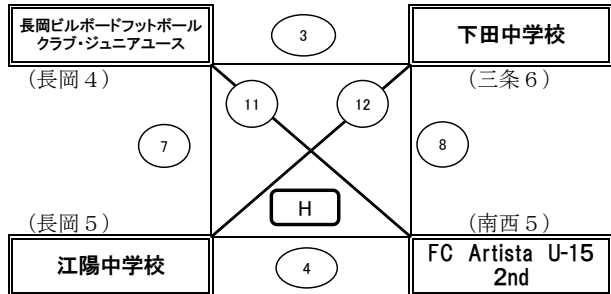 長岡ビルボードフットボール
クラブ・ジュニアユース
3
下田中学校
(長岡4)
(三条6)
11
12
7
8
(長岡5)
H
(南西5)
江陽中学校
4
FC Artista U-15
2nd